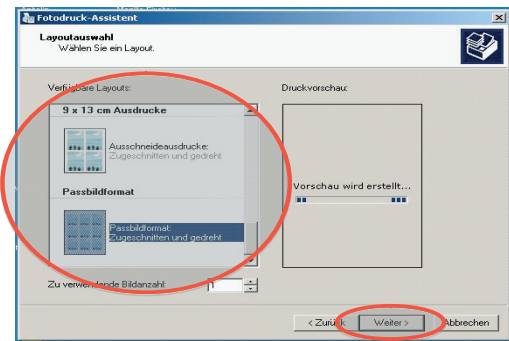 Fotodruck-Assistent
Layoutauswahl
Wählen Sie ein Layout.
Verfügbare Layouts:
Druckvorschau:
9 x 13 cm Ausdrucke
Ausschneideausdrucke:
Zugeschnitten und gedreht
Passbildformat
Passbildformat:
Zugeschnitten und gedreht
Vorschau wird erstellt...
Zu verwendende Bildanzahl:
1
< Zurück
Weiter >
Abbrechen